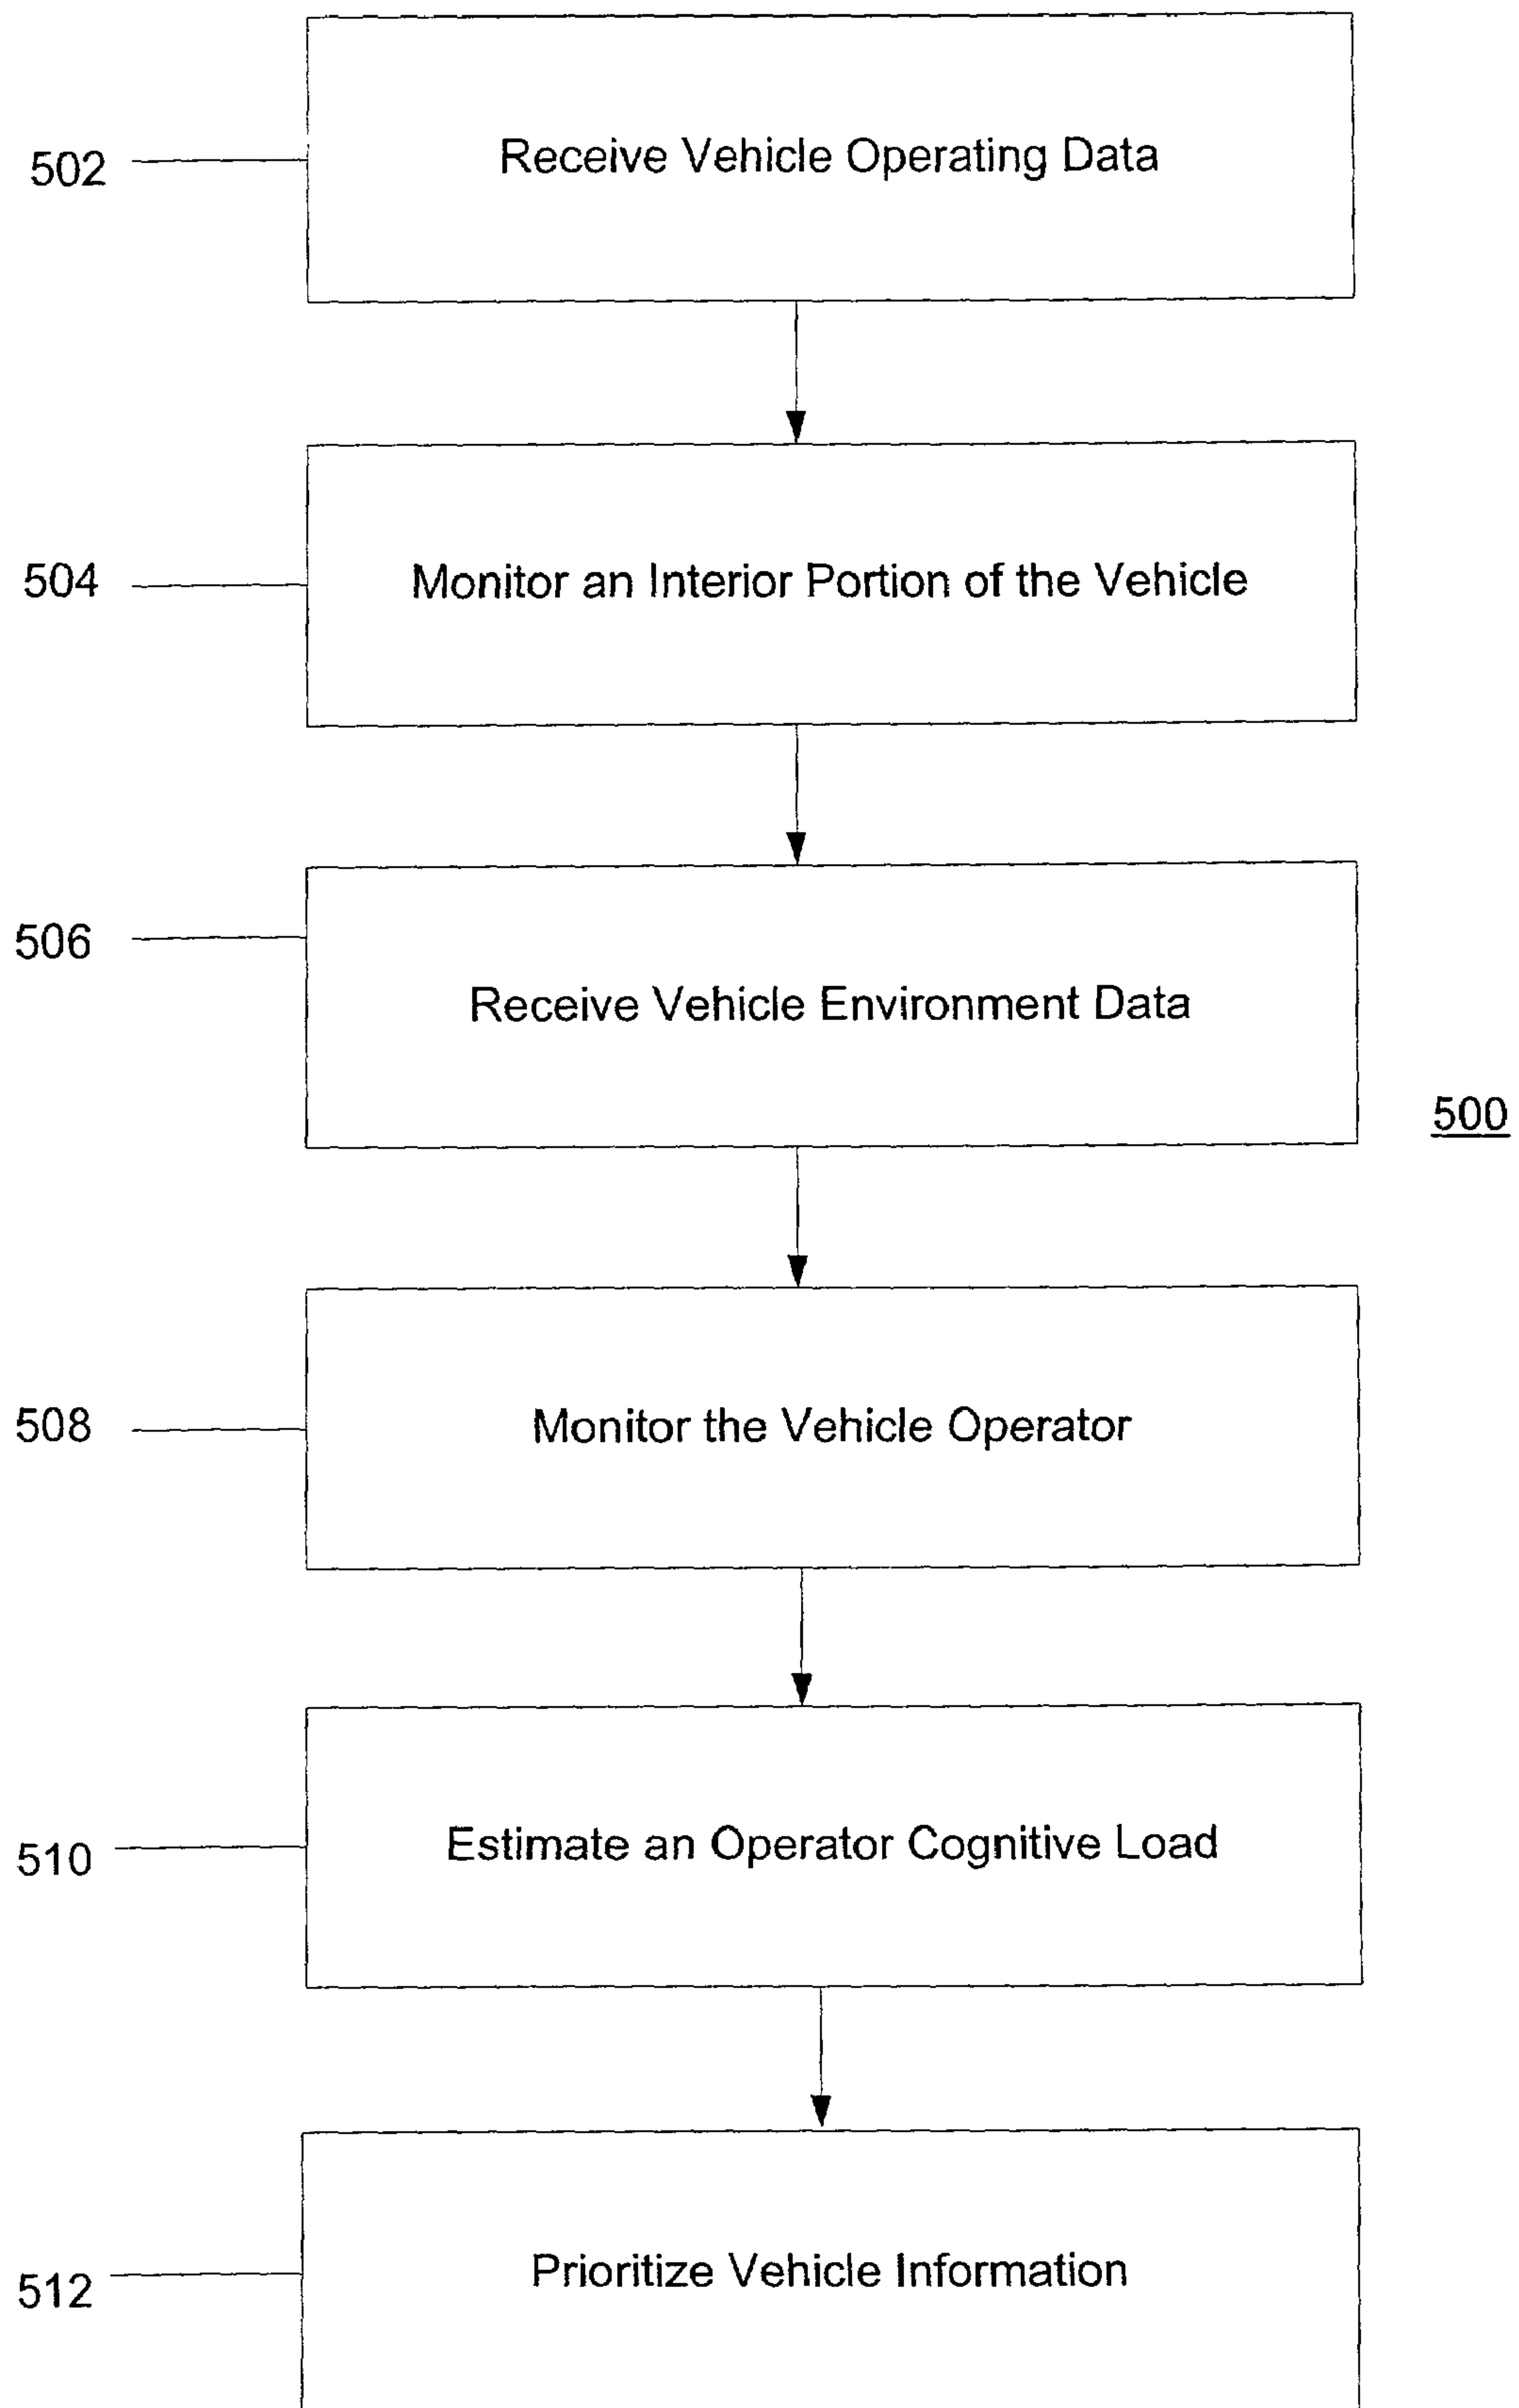 502
Receive Vehicle Operating Data
504
Monitor an Interior Portion of the Vehicle
506
Receive Vehicle Environment Data
500
508
Monitor the Vehicle Operator
510
Estimate an Operator Cognitive Load
512
Prioritize Vehicle Information